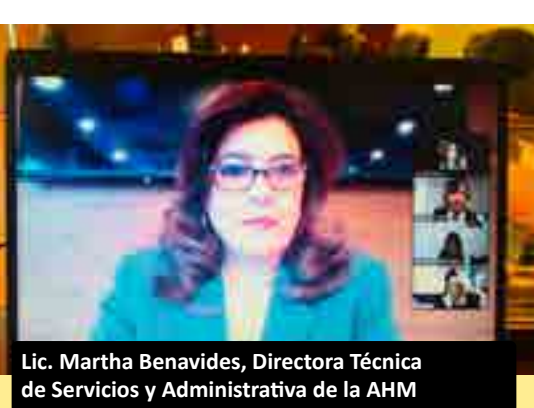 Lic. Martha Benavides, Directora Técnica
de Servicios y Administrativa de la AHM